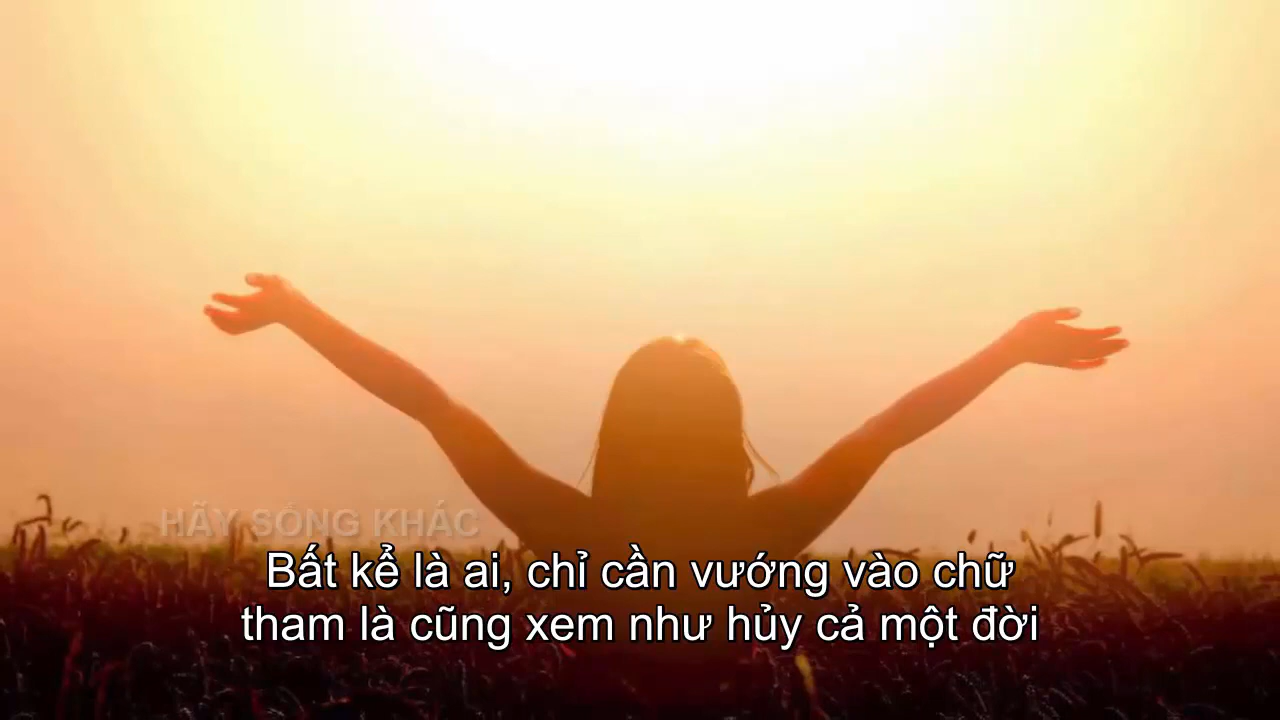 HÃY SỐNG KHÁC
Bất kể là ai, chỉ cần vướng vào chữ
tham là cũng xem như hủy cả một đời